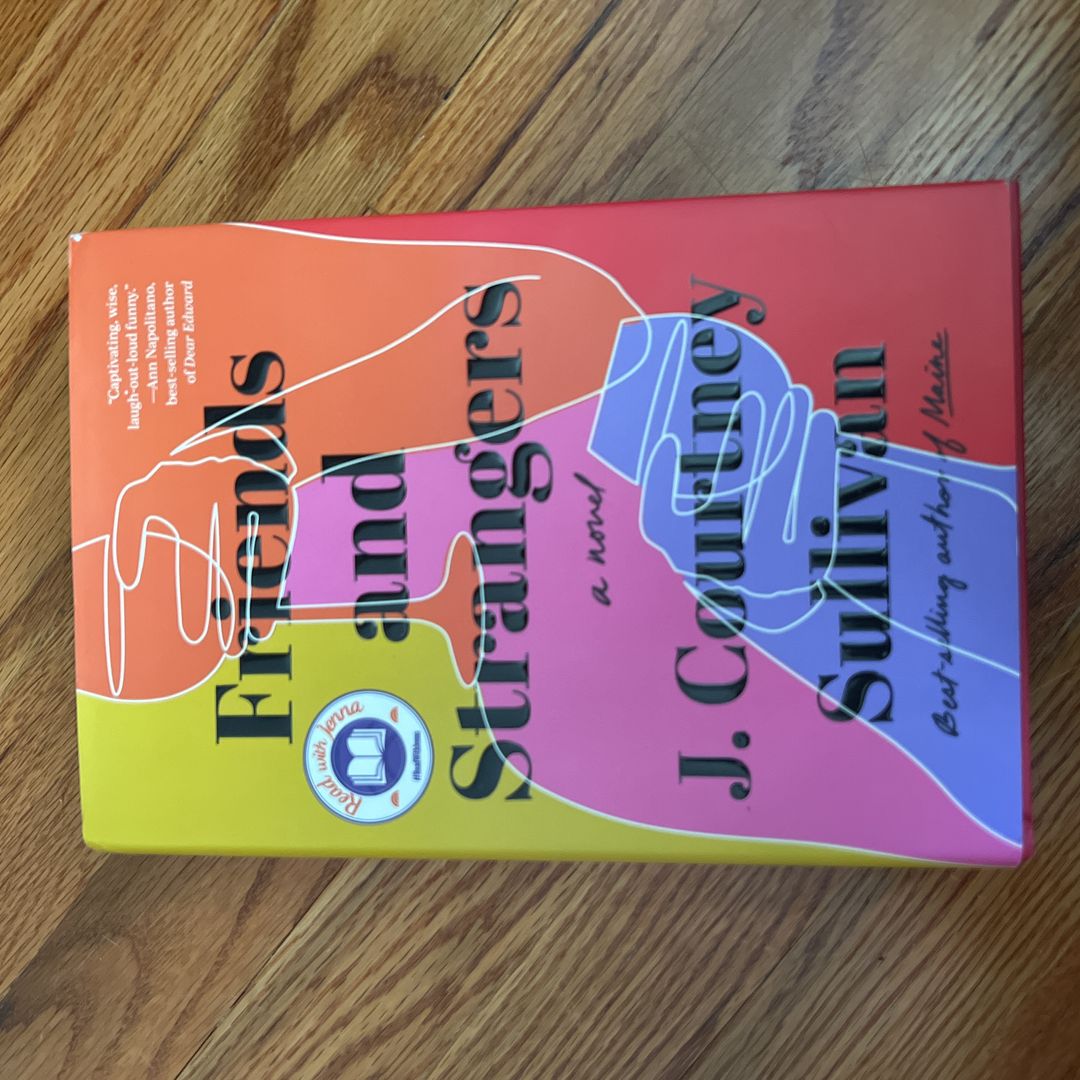 "Captivating, wise,
laugh-out-loud funny."
—Ann Napolitano,
best-selling author
of Dear Edward
Friends
and
Strangers
Read with Jenna
#ReadWithJenna
a novel
J. Courtney
Sullivan
Best-selling author of Maine